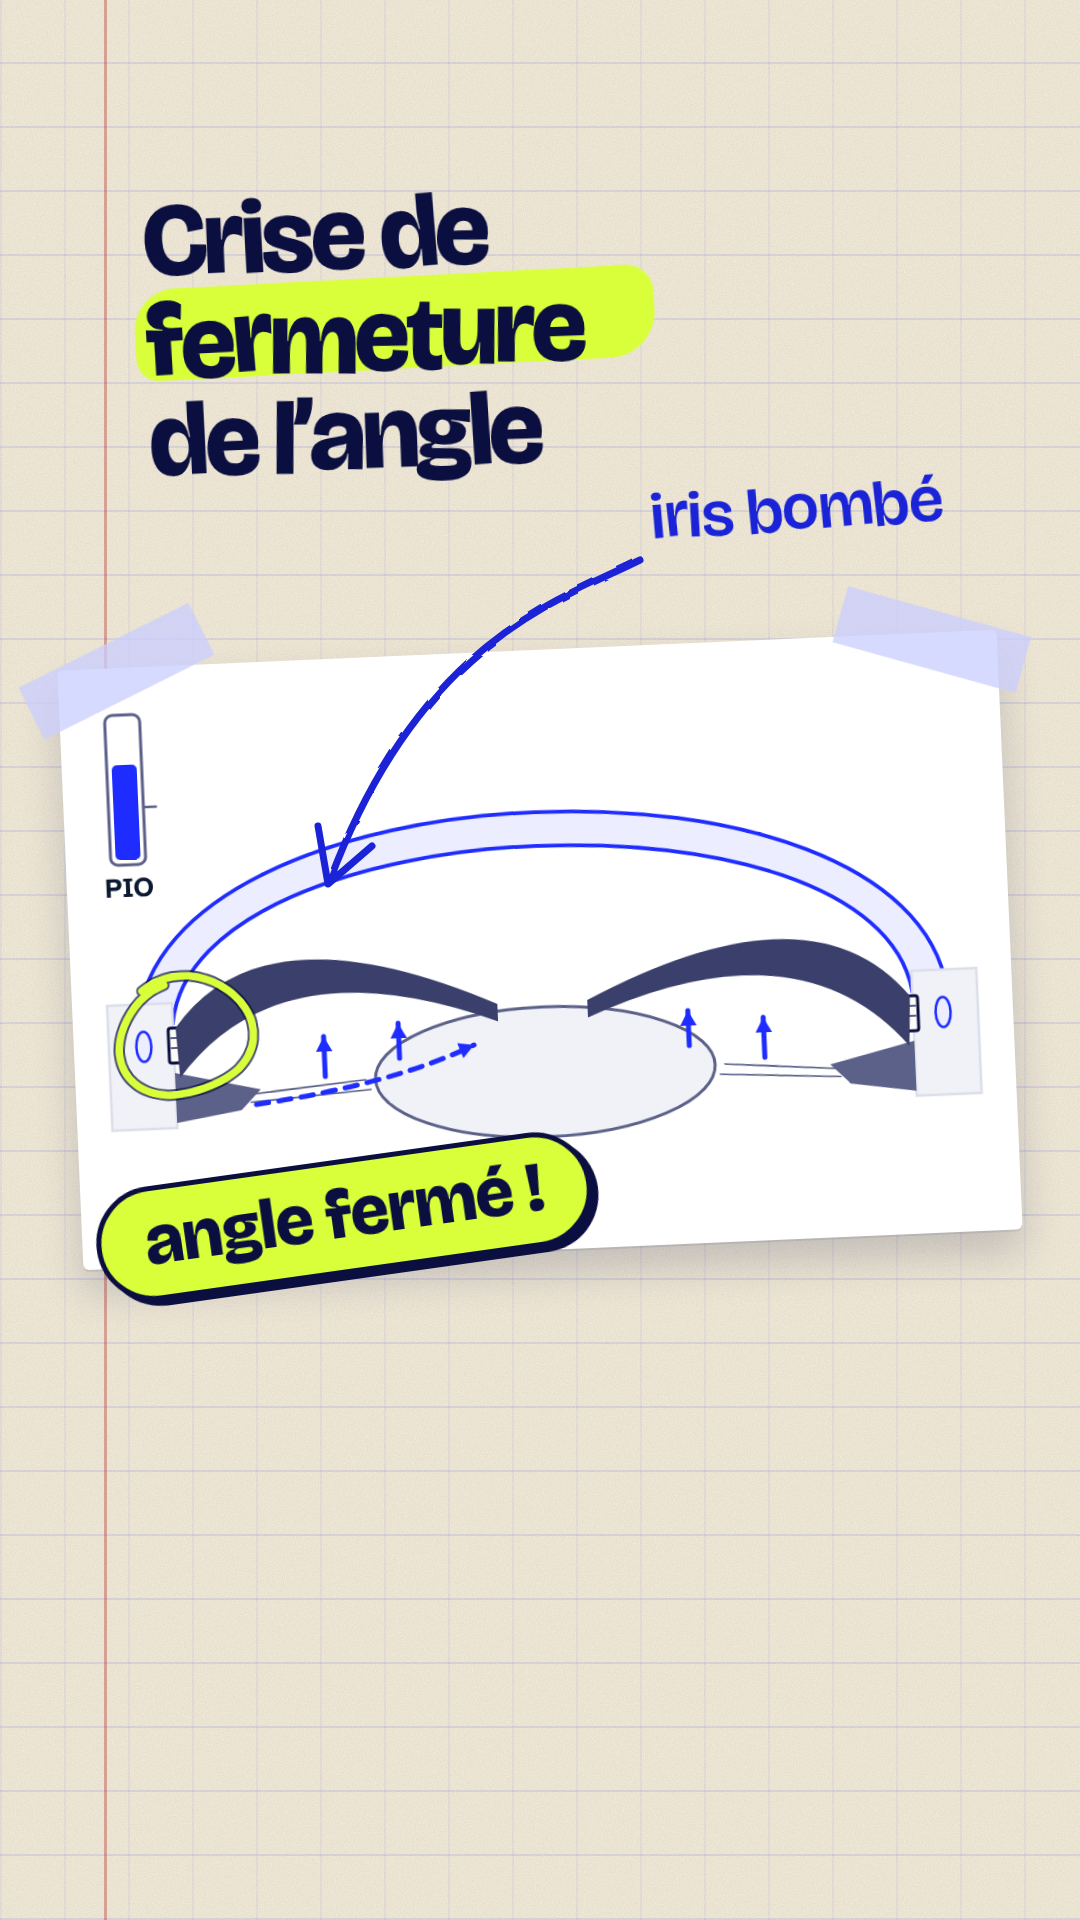 Crise de
fermeture
de l’angle
iris bombé
PIO
angle fermé !